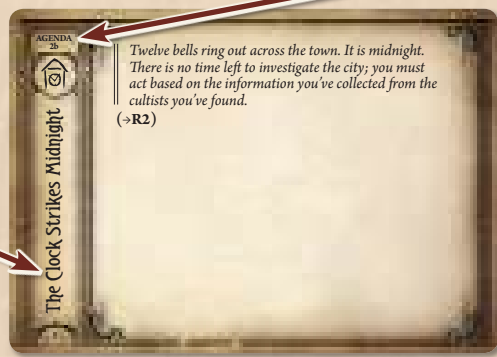 AGENDA
2b
The Clock Strikes Midnight
Twelve bells ring out across the town. It is midnight.
There is no time left to investigate the city; you must
act based on the information you've collected from the
cultists you've found.
(→R2)